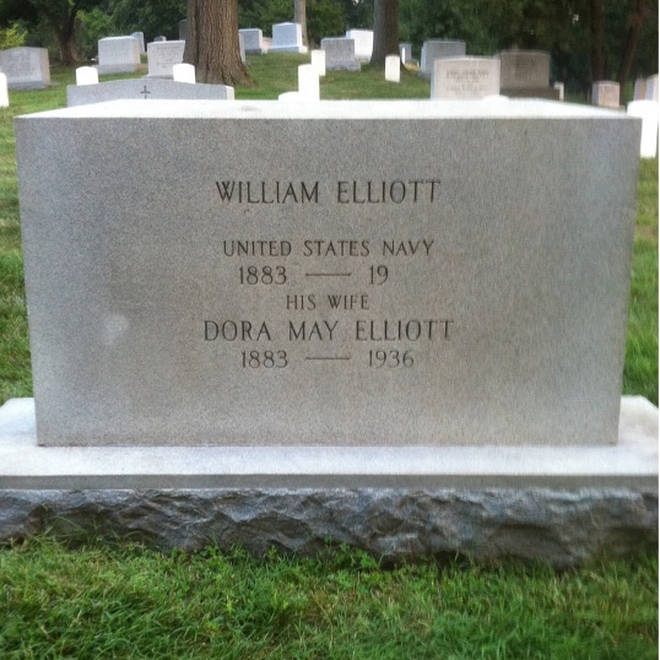 WILLIAM ELLIOTT
UNITED STATES NAVY
1883 — 19
HIS WIFE
DORA MAY ELLIOTT
1883 — 1936